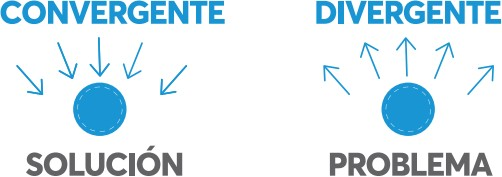 CONVERGENTE
DIVERGENTE
SOLUCIÓN
PROBLEMA